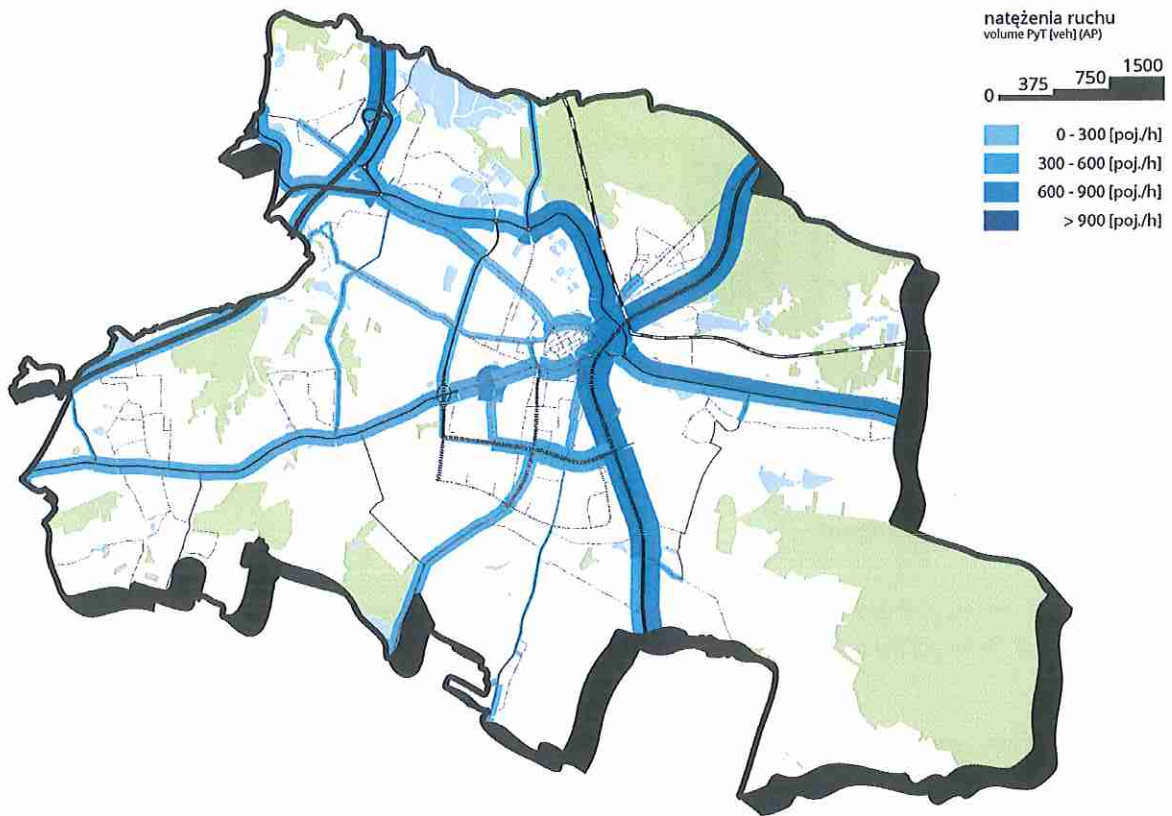 natężenia ruchu
volume PyT [veh] (AP)
0 375 750 1500
0 - 300 [poj./h]
300 - 600 [poj./h]
600 - 900 [poj./h]
> 900 [poj./h]